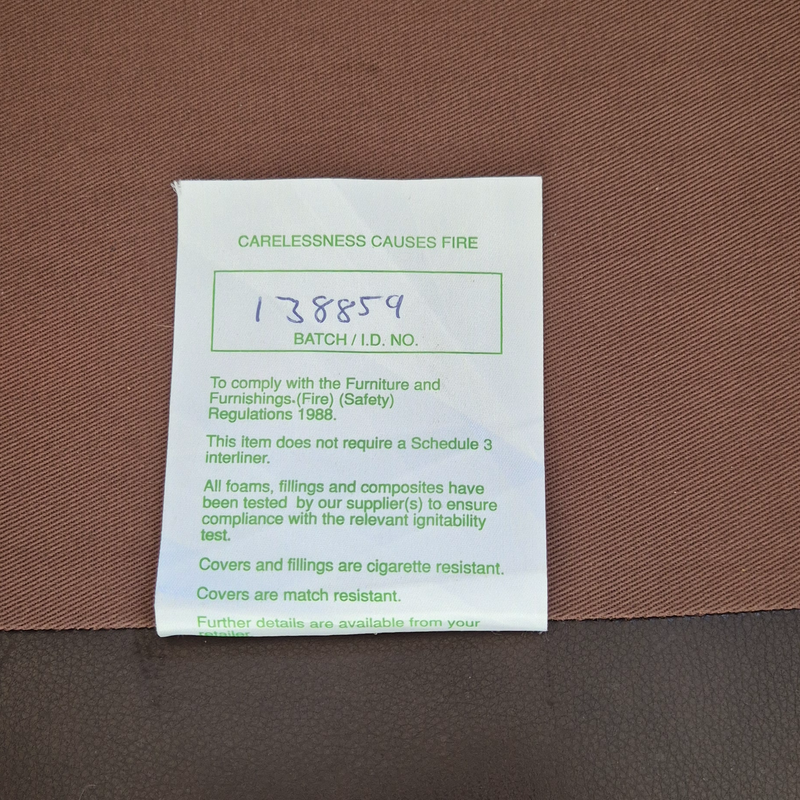 CARELESSNESS CAUSES FIRE
138859
BATCH / I.D. NO.
To comply with the Furniture and
Furnishings.(Fire) (Safety)
Regulations 1988.
This item does not require a Schedule 3
interliner.
All foams, fillings and composites have
been tested by our supplier(s) to ensure
compliance with the relevant ignitability
test.
Covers and fillings are cigarette resistant.
Covers are match resistant.
Further details are available from your
retailer